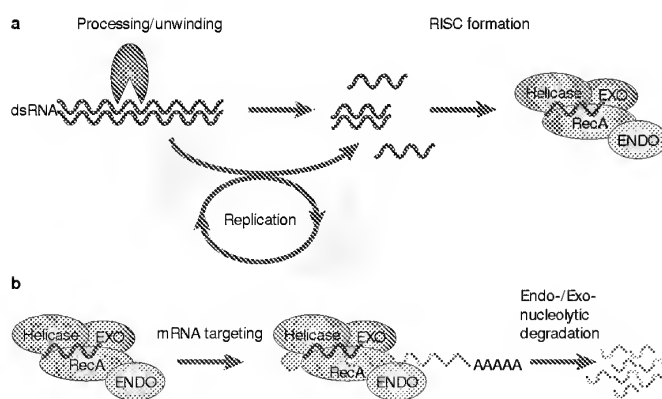 a
Processing/unwinding
RISC formation
dsRNA
Helicase
EXO
RecA
ENDO
Replication
b
Helicase
EXO
RecA
ENDO
mRNA targeting
Helicase
EXO
RecA
ENDO
AAAAA
Endo-/Exo-
nucleolytic
degradation